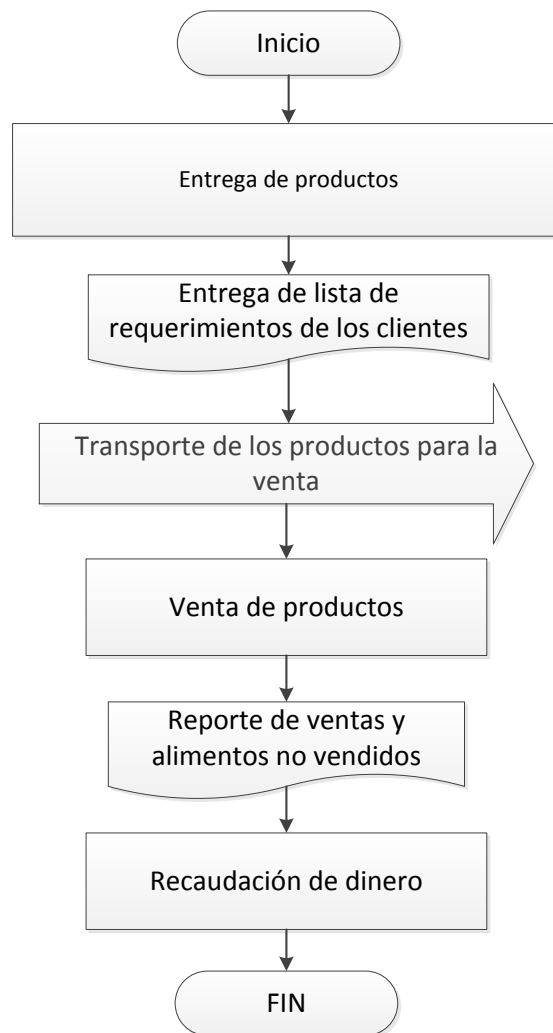 Inicio
Entrega de productos
Entrega de lista de
requerimientos de los clientes
Transporte de los productos para la
venta
Venta de productos
Reporte de ventas y
alimentos no vendidos
Recaudación de dinero
FIN